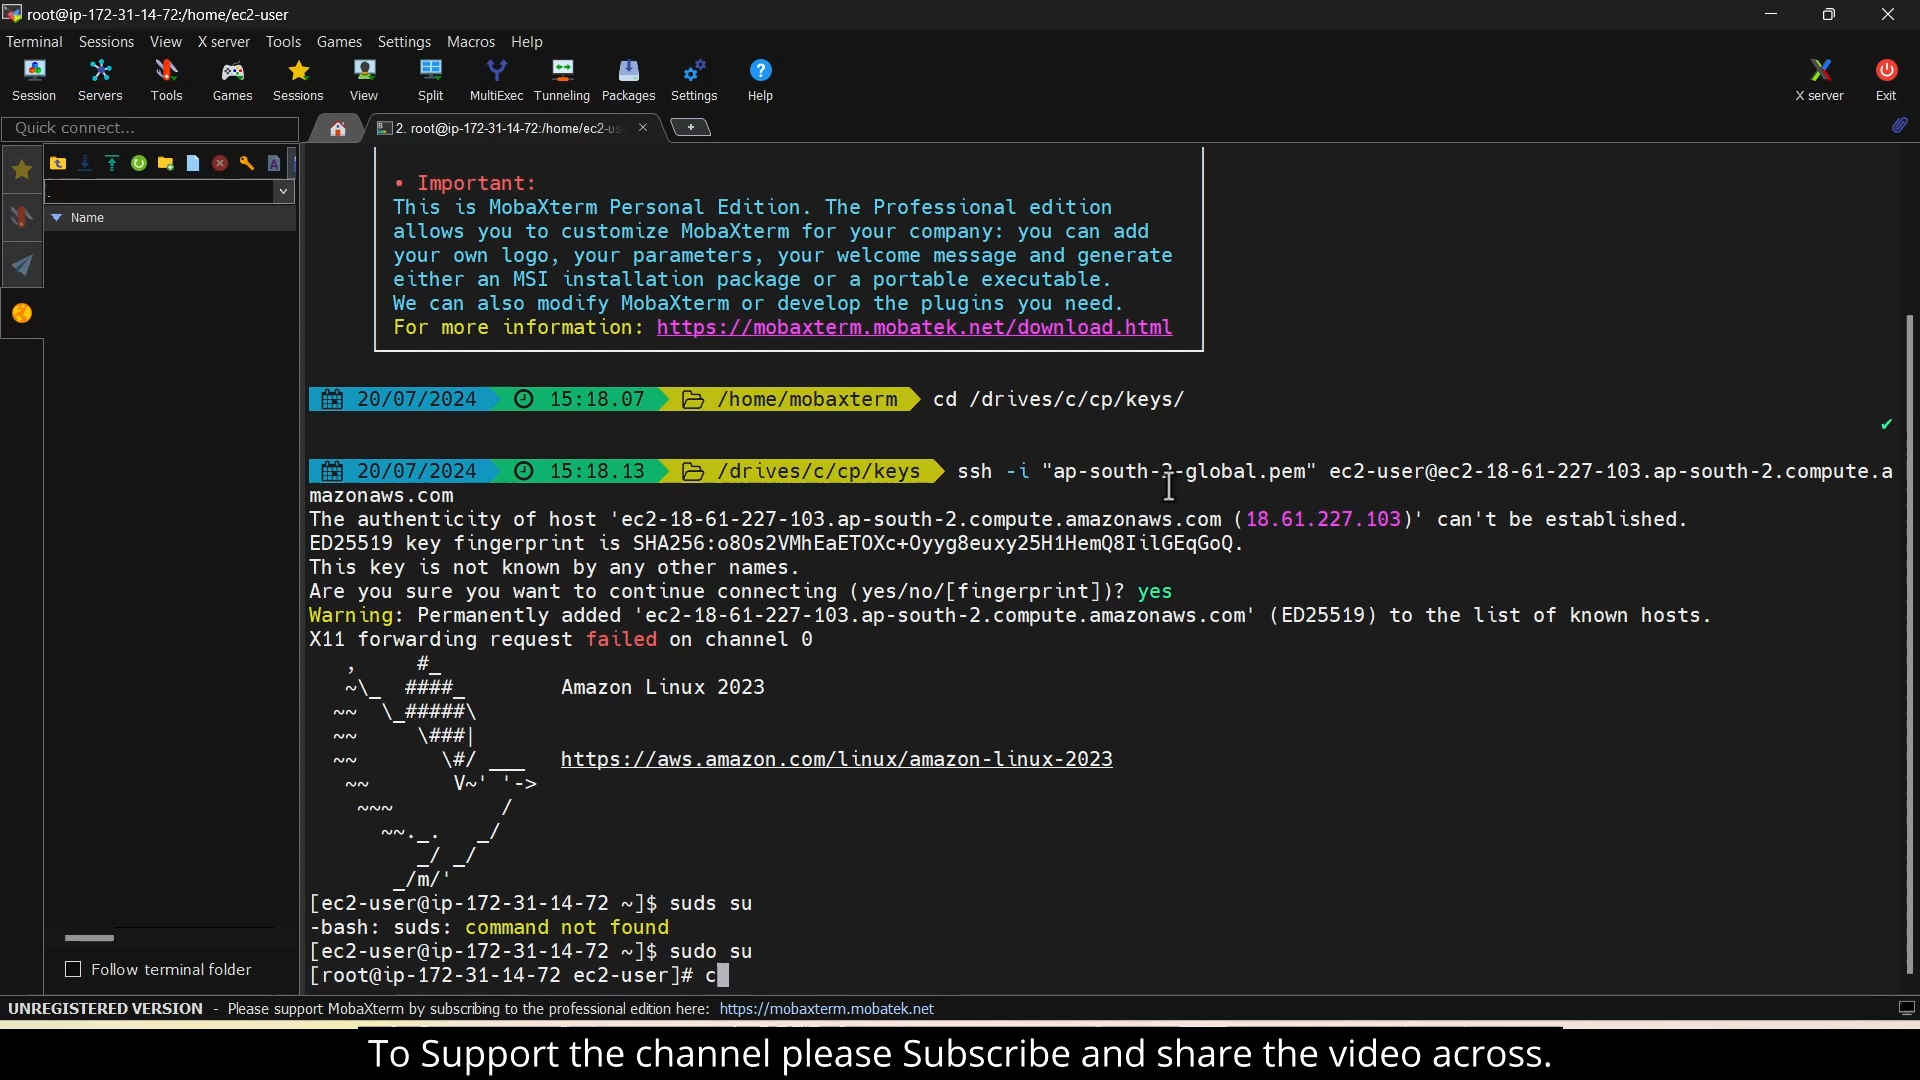 root@ip-172-31-14-72:/home/ec2-user
Terminal Sessions View X server Tools Games Settings Macros Help
Session Servers Tools Games Sessions View Split MultiExec Tunneling Packages Settings Help X server Exit
Quick connect...
2. root@ip-172-31-14-72:/home/ec2-us
Name
• Important:
This is MobaXterm Personal Edition. The Professional edition
allows you to customize MobaXterm for your company: you can add
your own logo, your parameters, your welcome message and generate
either an MSI installation package or a portable executable.
We can also modify MobaXterm or develop the plugins you need.
For more information: https://mobaxterm.mobatek.net/download.html
20/07/2024 15:18.07 /home/mobaxterm cd /drives/c/cp/keys/
20/07/2024 15:18.13 /drives/c/cp/keys ssh -i "ap-south-2-global.pem" ec2-user@ec2-18-61-227-103.ap-south-2.compute.a
mazonaws.com
The authenticity of host 'ec2-18-61-227-103.ap-south-2.compute.amazonaws.com (18.61.227.103)' can't be established.
ED25519 key fingerprint is SHA256:o8Os2VMhEaETOXc+Oyyg8euxy25H1HemQ8IilGEqGoQ.
This key is not known by any other names.
Are you sure you want to continue connecting (yes/no/[fingerprint])? yes
Warning: Permanently added 'ec2-18-61-227-103.ap-south-2.compute.amazonaws.com' (ED25519) to the list of known hosts.
X11 forwarding request failed on channel 0
   ,     #_
   ~\_  ####_        Amazon Linux 2023
  ~~  \_#####\
  ~~     \###|
  ~~       \#/ ___   https://aws.amazon.com/linux/amazon-linux-2023
   ~~       V~' '->
    ~~~         /
      ~~._.   _/
         _/ _/
       _/m/'
[ec2-user@ip-172-31-14-72 ~]$ suds su
-bash: suds: command not found
[ec2-user@ip-172-31-14-72 ~]$ sudo su
[root@ip-172-31-14-72 ec2-user]# c
Follow terminal folder
UNREGISTERED VERSION - Please support MobaXterm by subscribing to the professional edition here: https://mobaxterm.mobatek.net
To Support the channel please Subscribe and share the video across.